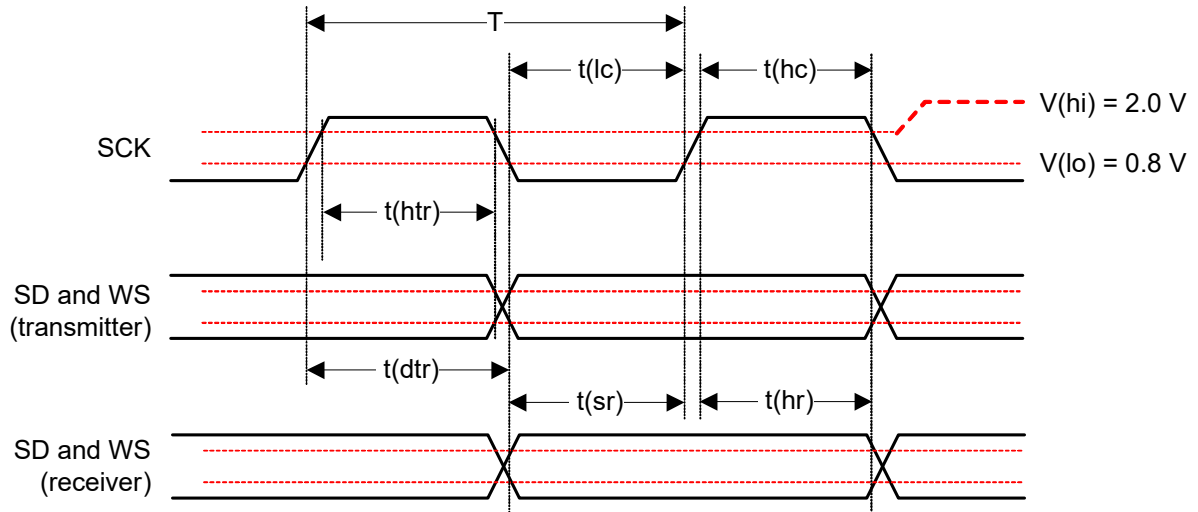 T
t(lc)
t(hc)
V(hi) = 2.0 V
SCK
V(lo) = 0.8 V
t(htr)
SD and WS
(transmitter)
t(dtr)
t(sr)
t(hr)
SD and WS
(receiver)